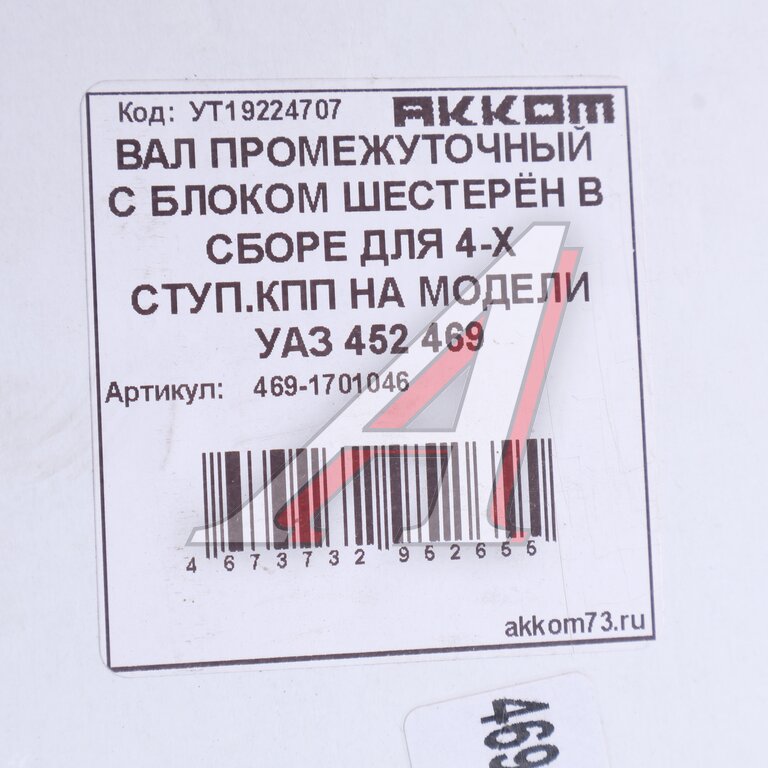 Код: УТ19224707 AKKOM
ВАЛ ПРОМЕЖУТОЧНЫЙ
С БЛОКОМ ШЕСТЕРЁН В
СБОРЕ ДЛЯ 4-Х
СТУП.КПП НА МОДЕЛИ
УАЗ 452 469
Артикул: 469-1701046
4 673732 962655
akkom73.ru
469